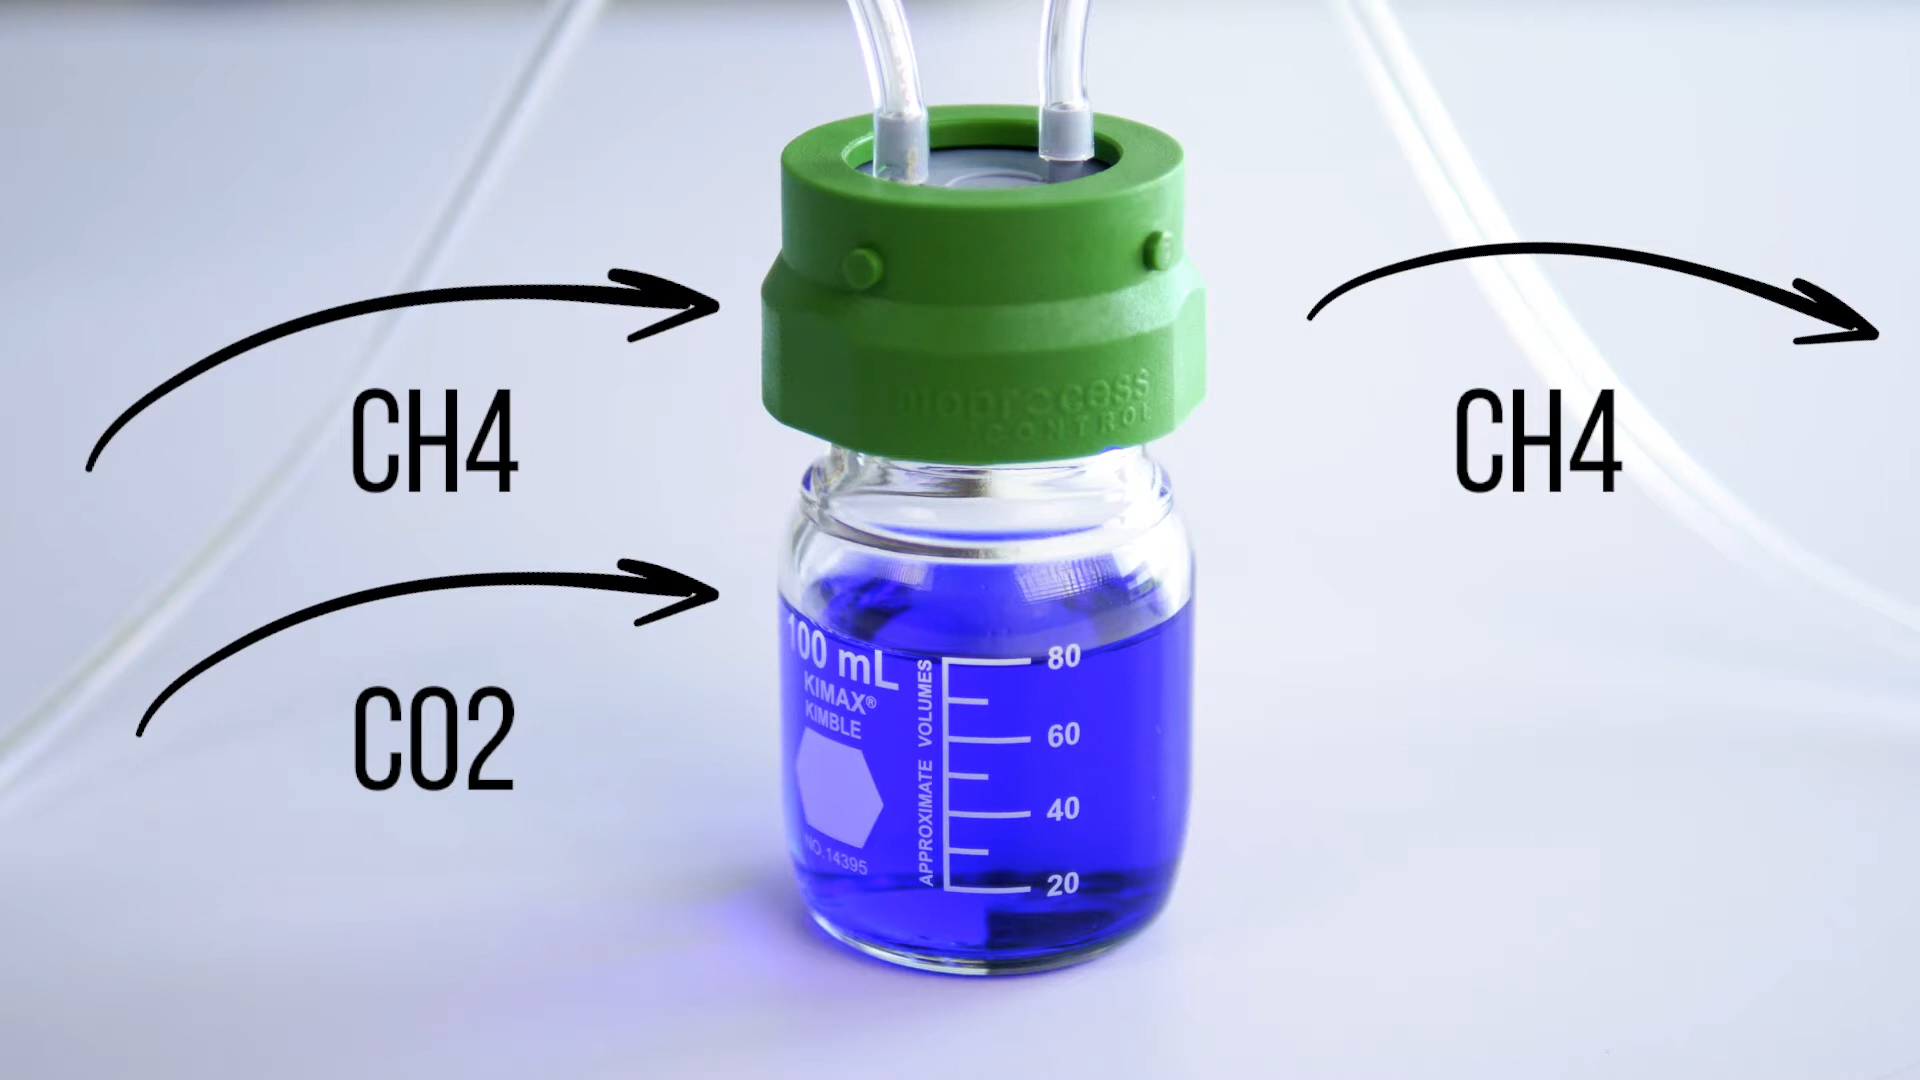 bioprocess
CONTROL
CH4
CH4
CO2
100 mL
KIMAX®
KIMBLE
NO.14395
APPROXIMATE VOLUMES
80
60
40
20